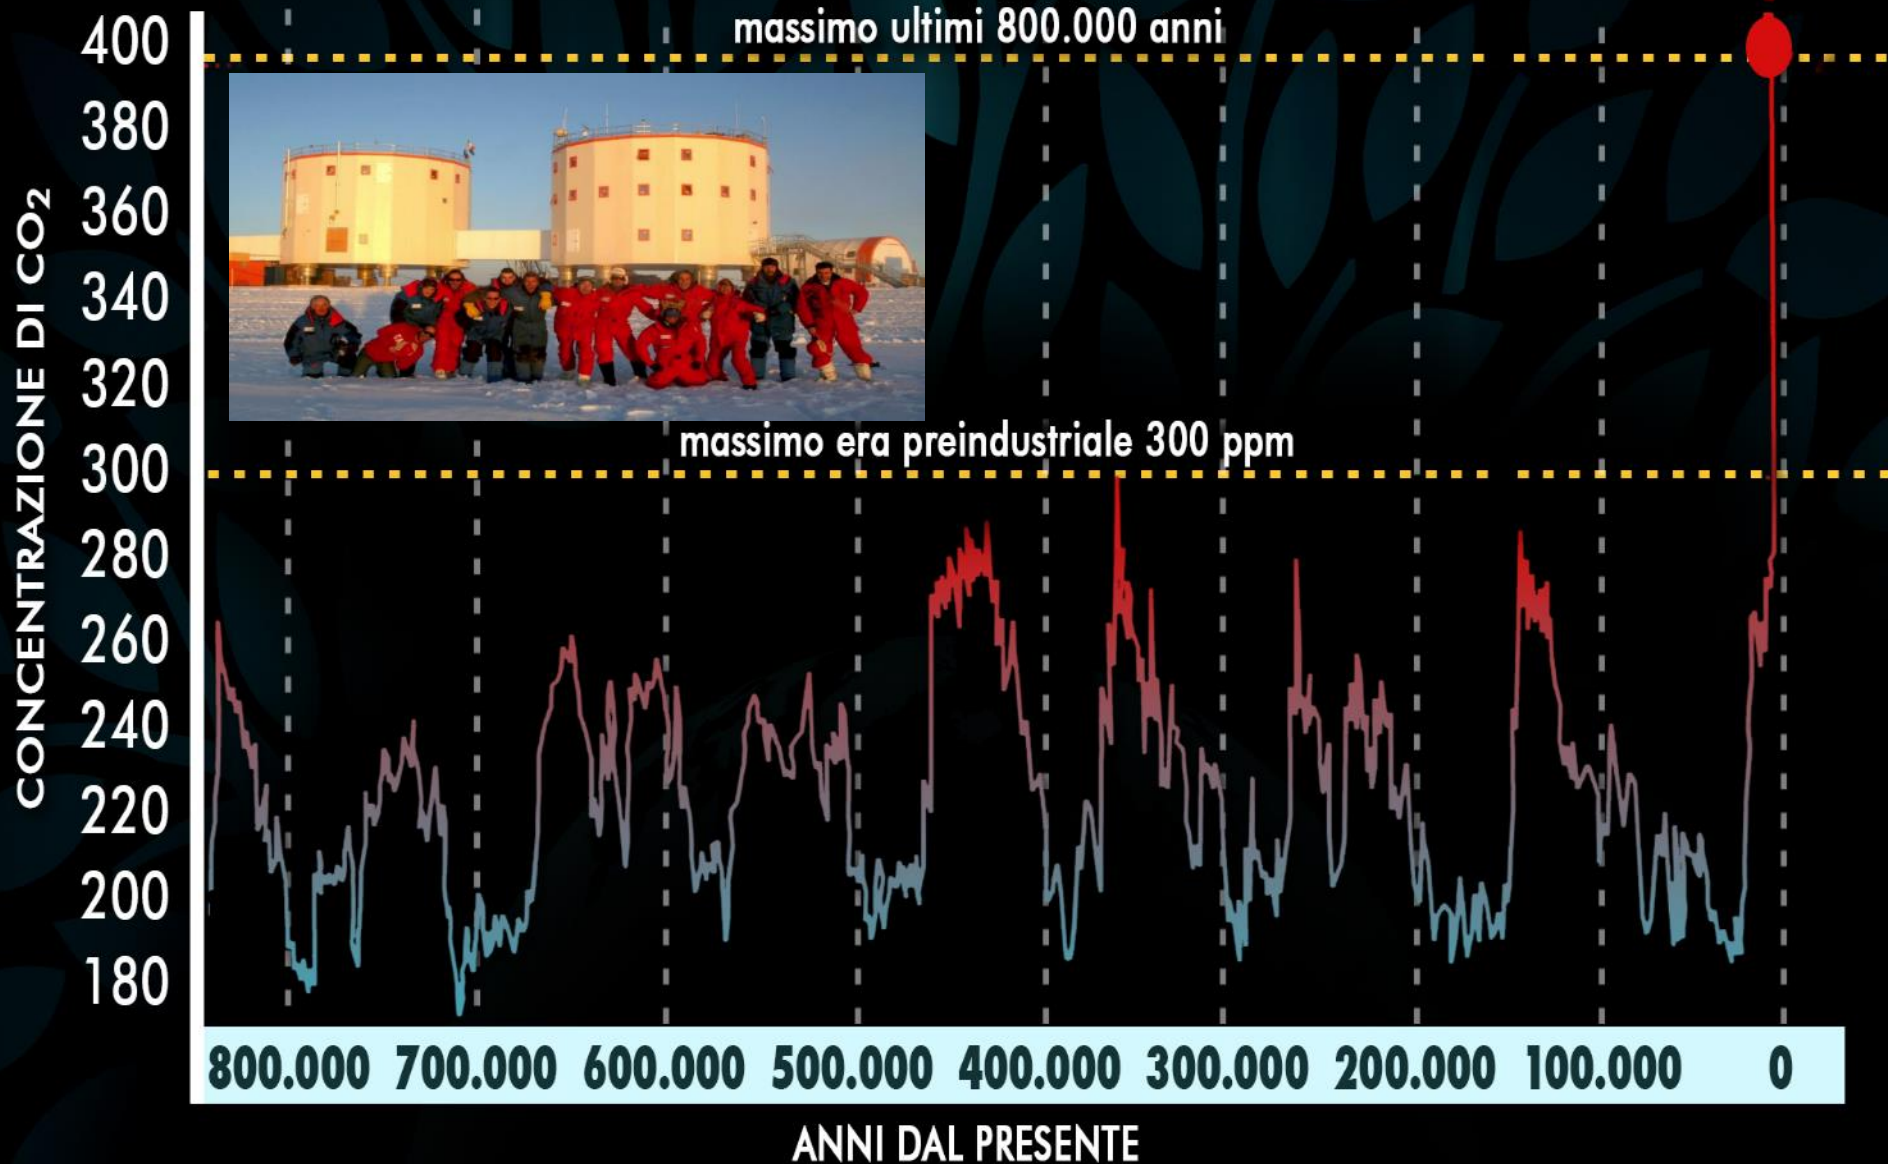 massimo ultimi 800.000 anni
massimo era preindustriale 300 ppm
CONCENTRAZIONE DI CO₂
400
380
360
340
320
300
280
260
240
220
200
180
800.000 700.000 600.000 500.000 400.000 300.000 200.000 100.000 0
ANNI DAL PRESENTE